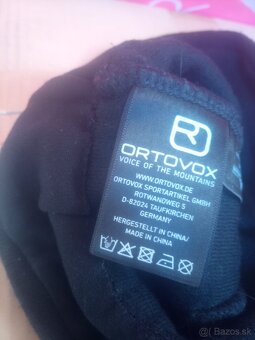 ORTOVOX
VOICE OF THE MOUNTAINS
WWW.ORTOVOX.DE
ORTOVOX SPORTARTIKEL GMBH
ROTWANDWEG 5
D-82024 TAUFKIRCHEN
GERMANY
HERGESTELLT IN CHINA/
MADE IN CHINA
Bazos.sk